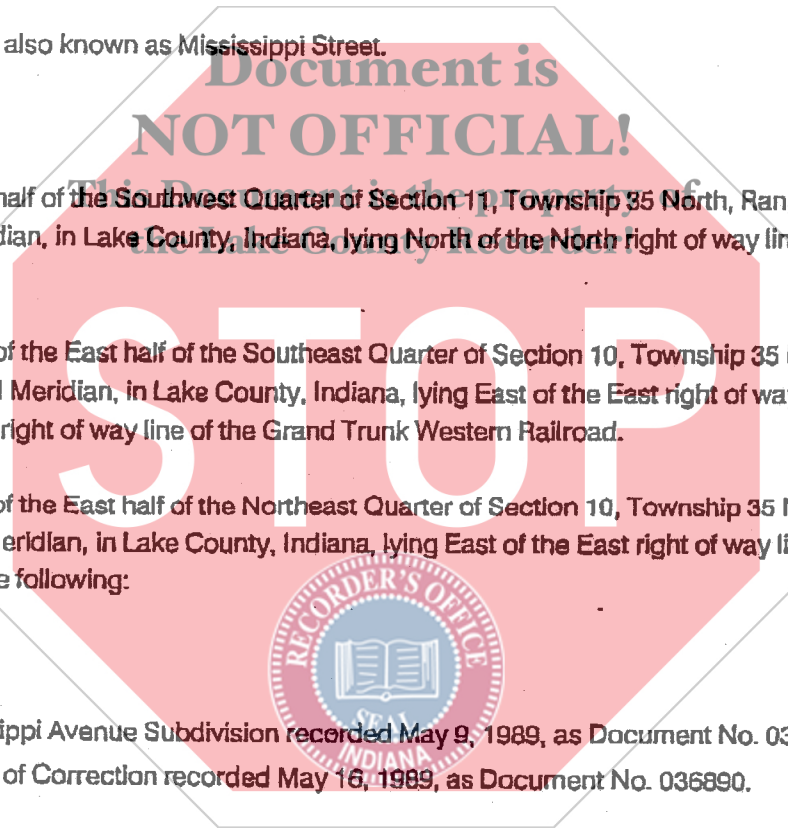 also known as Mississippi Street.
Document is
NOT OFFICIAL!
This Document is the property of
the Lake County Recorder!
half of the Southwest Quarter of Section 11, Township 35 North, Ran
dian, in Lake County, Indiana, lying North of the North right of way lin
STOP
of the East half of the Southeast Quarter of Section 10, Township 35
Meridian, in Lake County, Indiana, lying East of the East right of wa
right of way line of the Grand Trunk Western Railroad.
of the East half of the Northeast Quarter of Section 10, Township 35 N
eridian, in Lake County, Indiana, lying East of the East right of way li
e following:
RECORDER'S OFFICE
SEAL
INDIANA
ippi Avenue Subdivision recorded May 9, 1989, as Document No. 03
of Correction recorded May 16, 1989, as Document No. 036890.